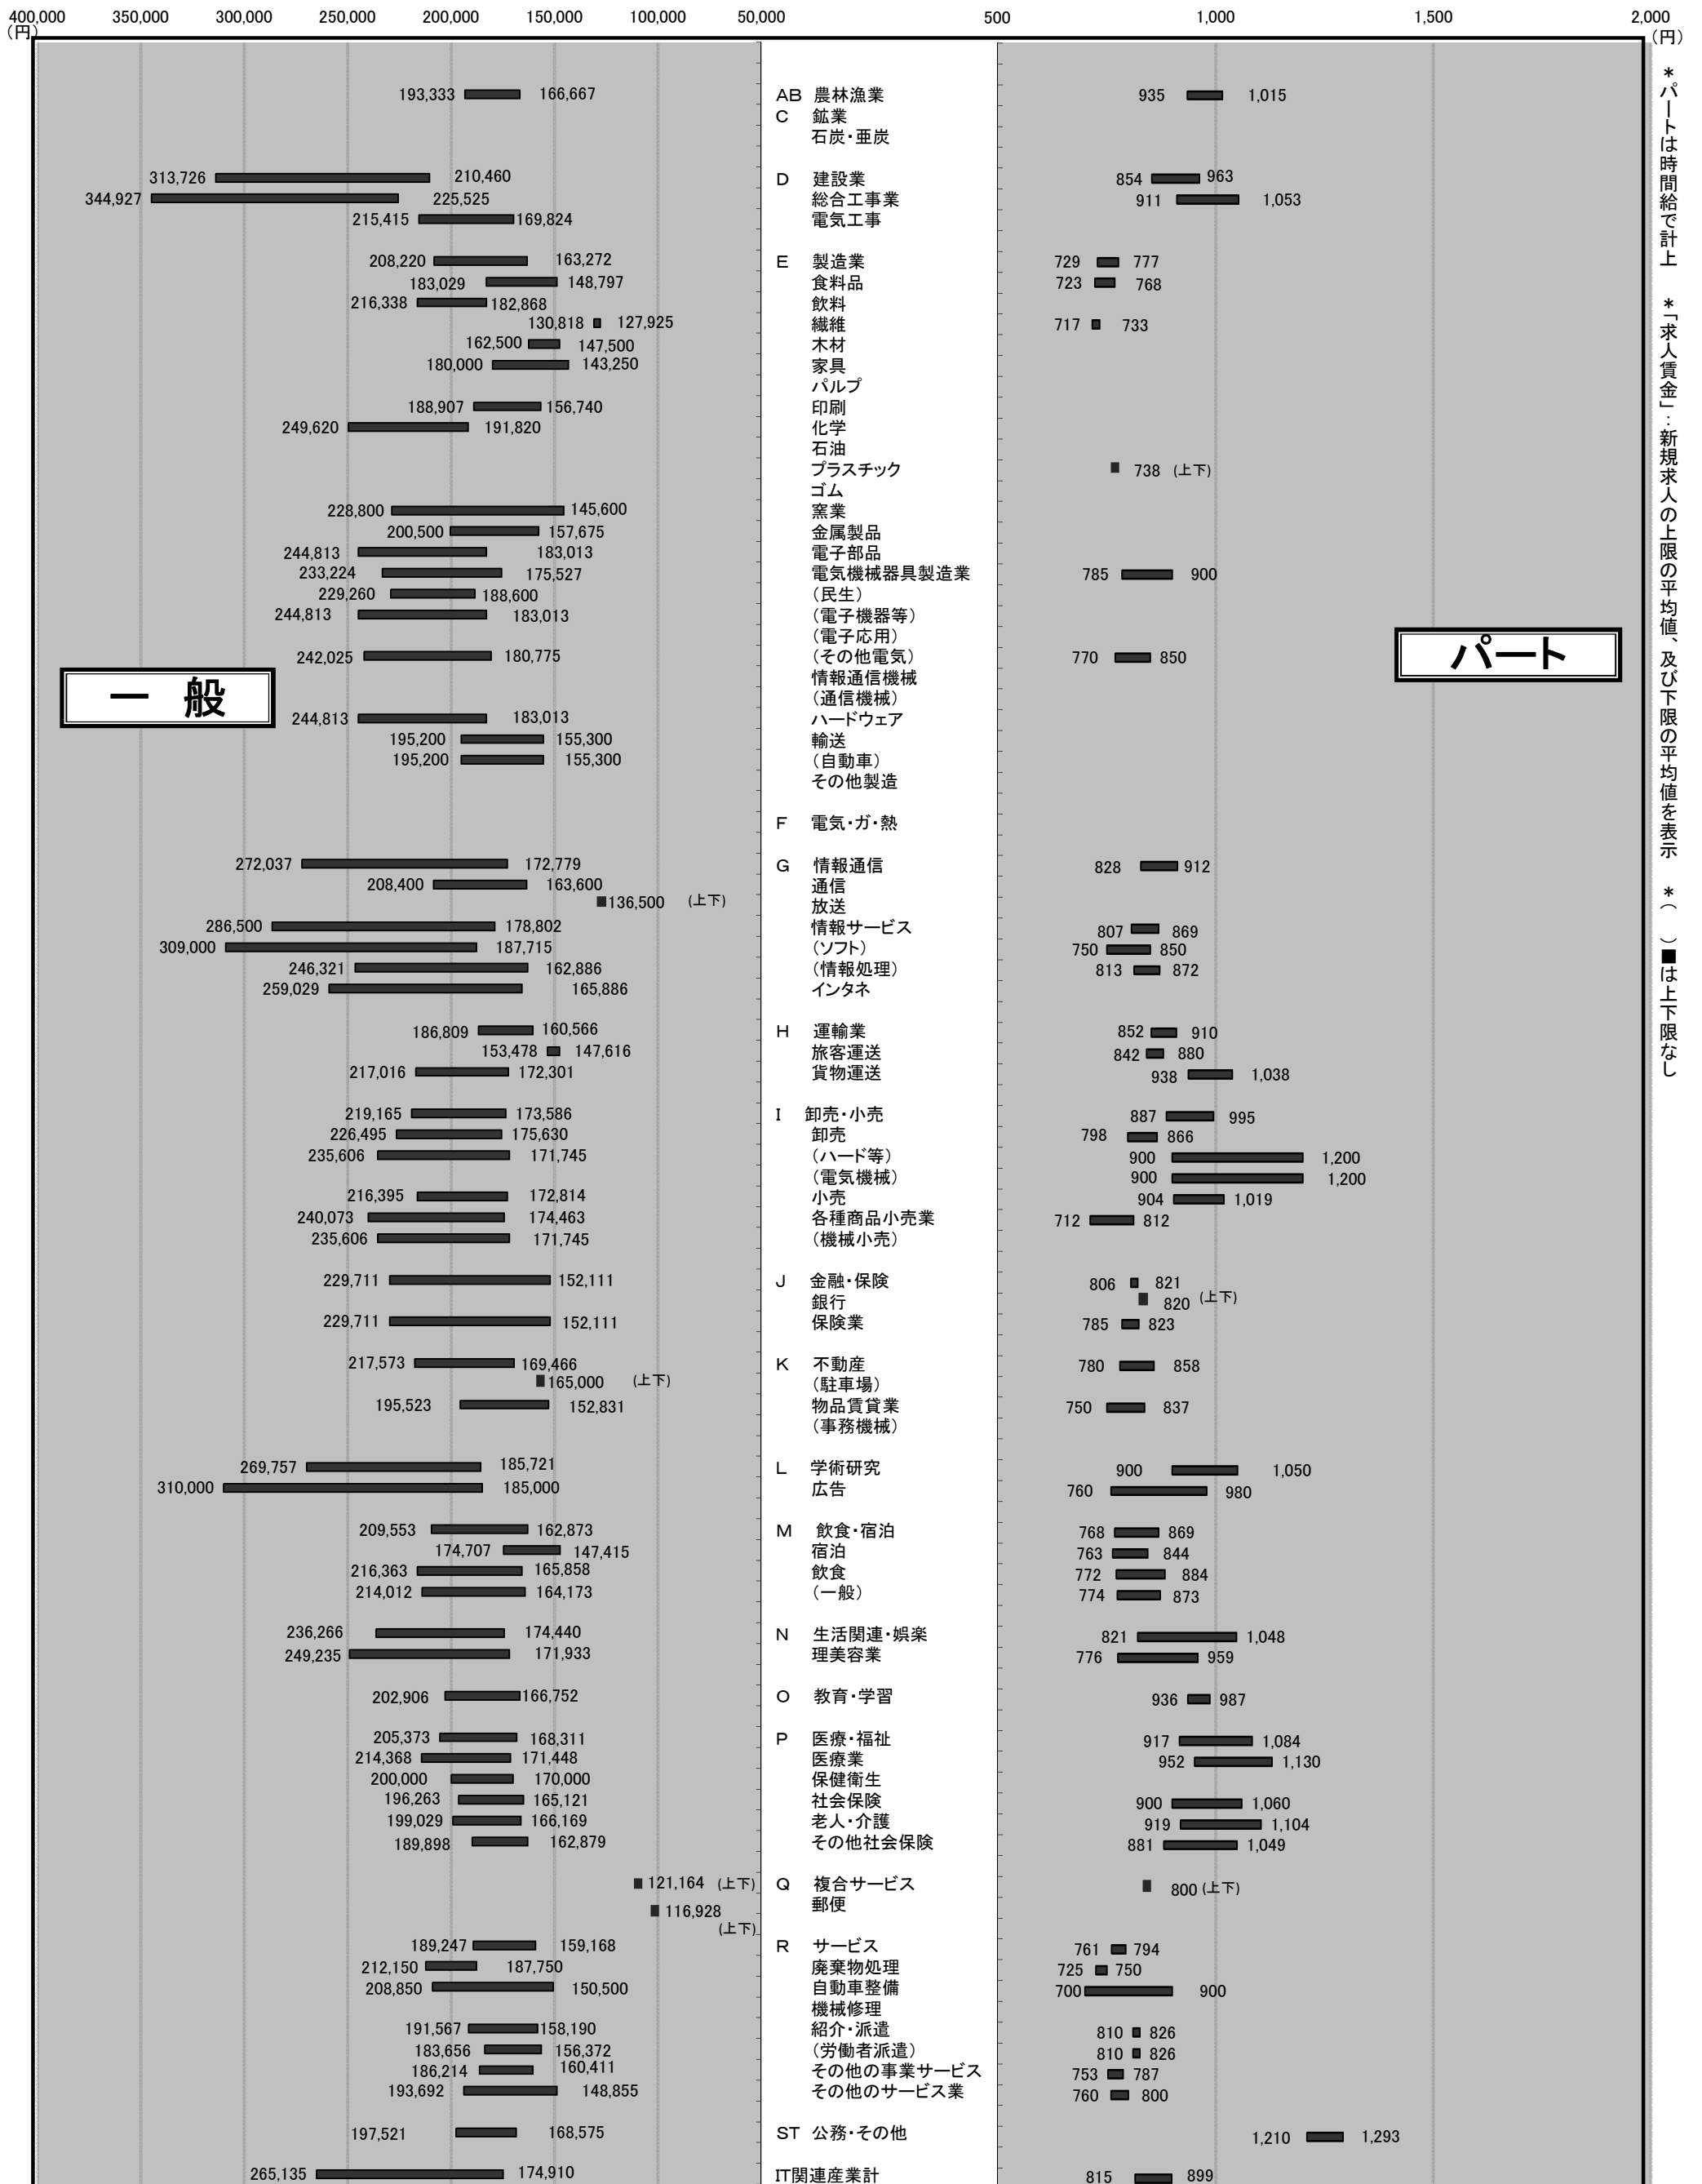 400,000 350,000 300,000 250,000 200,000 150,000 100,000 50,000 500 1,000 1,500 2,000
(円) (円)
193,333 166,667 AB 農林漁業 935 1,015
C 鉱業
石炭・亜炭
313,726 210,460 D 建設業 854 963
344,927 225,525 総合工事業 911 1,053
215,415 169,824 電気工事
208,220 163,272 E 製造業 729 777
183,029 148,797 食料品 723 768
216,338 182,868 飲料
130,818 127,925 繊維 717 733
162,500 147,500 木材
180,000 143,250 家具
パルプ
188,907 156,740 印刷
249,620 191,820 化学
石油
プラスチック 738 (上下)
ゴム
228,800 145,600 窯業
200,500 157,675 金属製品
244,813 183,013 電子部品
233,224 175,527 電気機械器具製造業 785 900
229,260 188,600 (民生)
244,813 183,013 (電子機器等)
(電子応用)
242,025 180,775 (その他電気) 770 850
パート
情報通信機械
一 般
(通信機械)
244,813 183,013 ハードウェア
195,200 155,300 輸送
195,200 155,300 (自動車)
その他製造
F 電気・ガ・熱
272,037 172,779 G 情報通信 828 912
208,400 163,600 通信
136,500 (上下) 放送
286,500 178,802 情報サービス 807 869
309,000 187,715 (ソフト) 750 850
246,321 162,886 (情報処理) 813 872
259,029 165,886 インタネ
186,809 160,566 H 運輸業 852 910
153,478 147,616 旅客運送 842 880
217,016 172,301 貨物運送 938 1,038
219,165 173,586 I 卸売・小売 887 995
226,495 175,630 卸売 798 866
235,606 171,745 (ハード等) 900 1,200
(電気機械) 900 1,200
216,395 172,814 小売 904 1,019
240,073 174,463 各種商品小売業 712 812
235,606 171,745 (機械小売)
229,711 152,111 J 金融・保険 806 821
銀行 820 (上下)
229,711 152,111 保険業 785 823
217,573 169,466 K 不動産 780 858
165,000 (上下) (駐車場)
195,523 152,831 物品賃貸業 750 837
(事務機械)
269,757 185,721 L 学術研究 900 1,050
310,000 185,000 広告 760 980
209,553 162,873 M 飲食・宿泊 768 869
174,707 147,415 宿泊 763 844
216,363 165,858 飲食 772 884
214,012 164,173 (一般) 774 873
236,266 174,440 N 生活関連・娯楽 821 1,048
249,235 171,933 理美容業 776 959
202,906 166,752 O 教育・学習 936 987
205,373 168,311 P 医療・福祉 917 1,084
214,368 171,448 医療業 952 1,130
200,000 170,000 保健衛生
196,263 165,121 社会保険 900 1,060
199,029 166,169 老人・介護 919 1,104
189,898 162,879 その他社会保険 881 1,049
121,164 (上下) Q 複合サービス 800 (上下)
116,928 郵便
(上下)
189,247 159,168 R サービス 761 794
212,150 187,750 廃棄物処理 725 750
208,850 150,500 自動車整備 700 900
機械修理
191,567 158,190 紹介・派遣 810 826
183,656 156,372 (労働者派遣) 810 826
186,214 160,411 その他の事業サービス 753 787
193,692 148,855 その他のサービス業 760 800
197,521 168,575 ST 公務・その他 1,210 1,293
265,135 174,910 IT関連産業計 815 899
*パートは時間給で計上 *「求人賃金」:新規求人の上限の平均値、及び下限の平均値を表示 *( )■は上下限なし